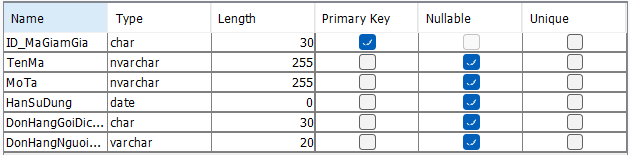 Name Type Length Primary Key Nullable Unique
ID_MaGiamGia char 30
TenMa nvarchar 255
MoTa nvarchar 255
HanSuDung date 0
DonHangGoiDic... char 30
DonHangNguoi... varchar 20